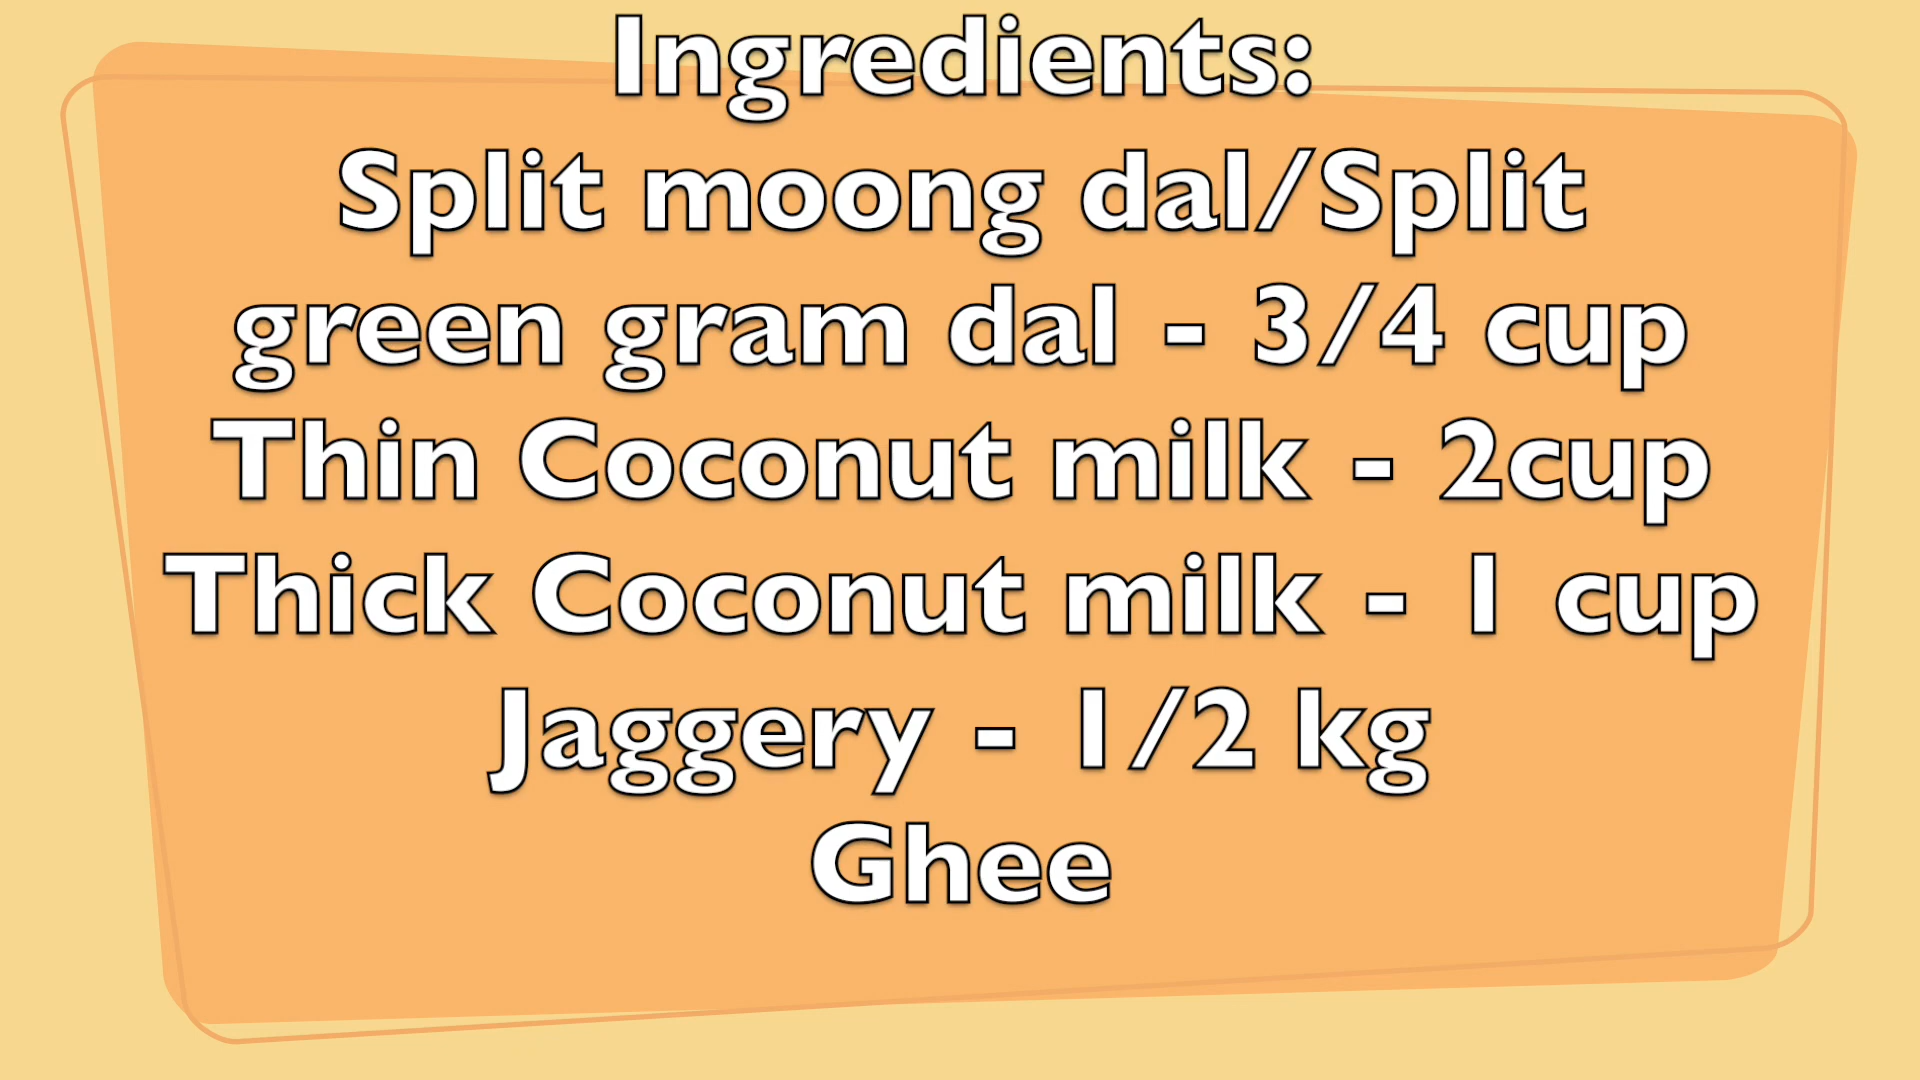 Ingredients:
Split moong dal/Split
green gram dal - 3/4 cup
Thin Coconut milk - 2cup
Thick Coconut milk - 1 cup
Jaggery - 1/2 kg
Ghee